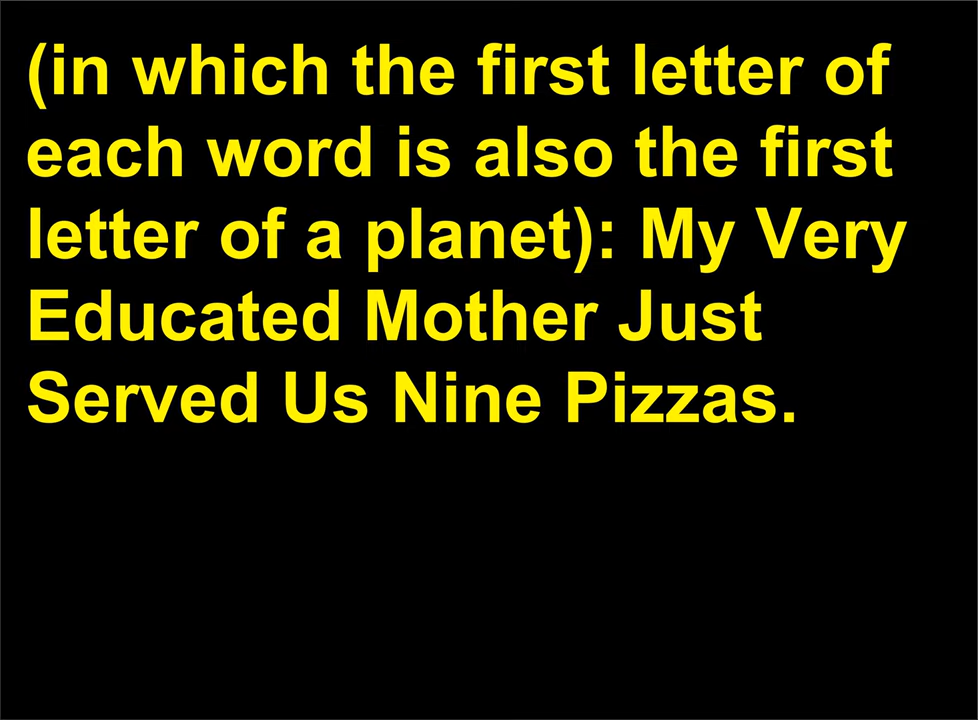 (in which the first letter of
each word is also the first
letter of a planet): My Very
Educated Mother Just
Served Us Nine Pizzas.